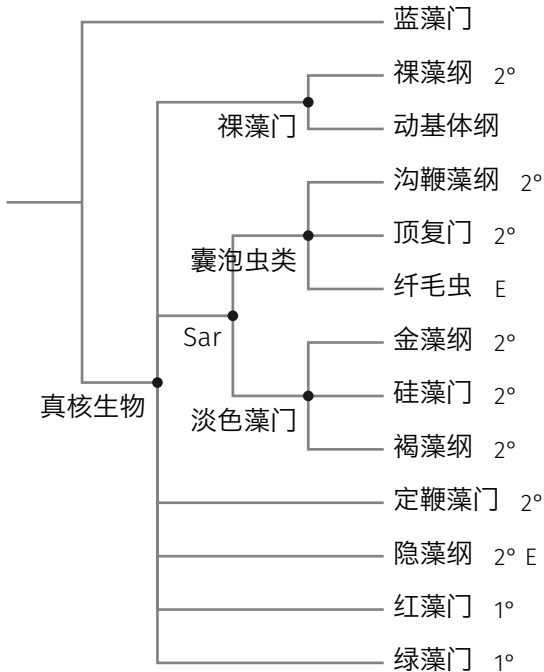 蓝藻门
裸藻纲 2°
裸藻门
动基体纲
沟鞭藻纲 2°
顶复门 2°
囊泡虫类
纤毛虫 E
Sar
金藻纲 2°
硅藻门 2°
真核生物
淡色藻门
褐藻纲 2°
定鞭藻门 2°
隐藻纲 2° E
红藻门 1°
绿藻门 1°